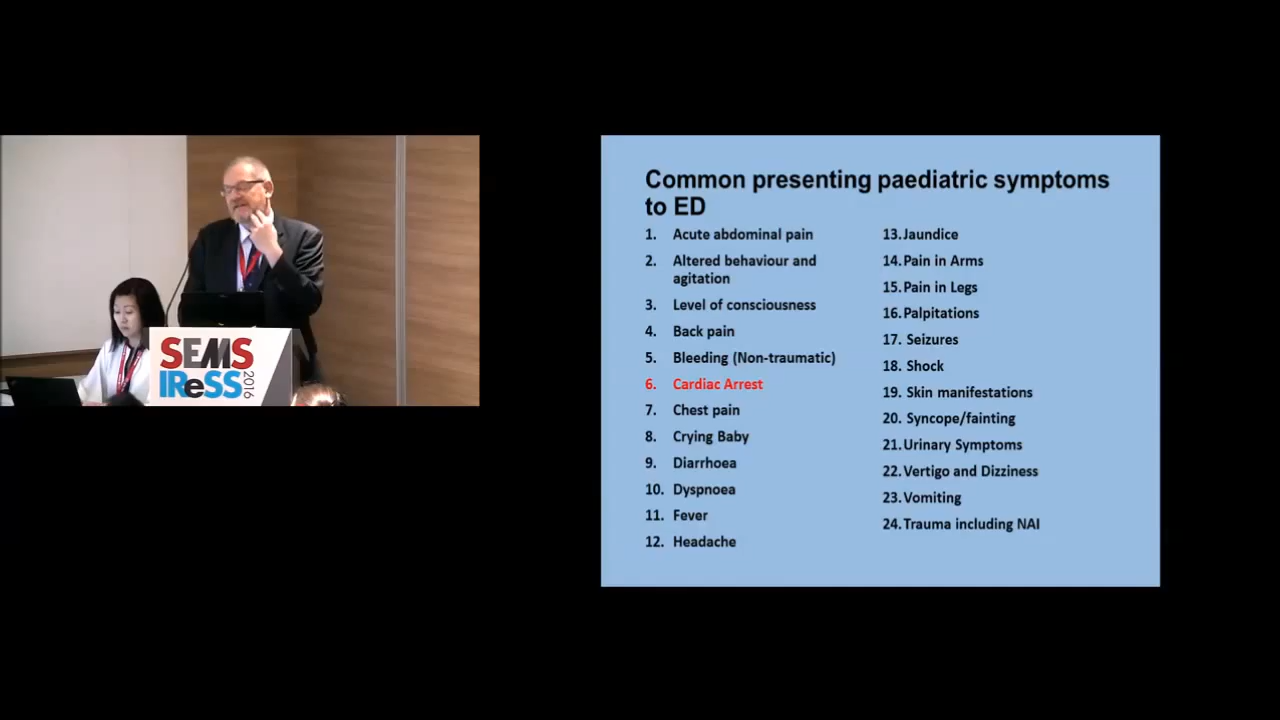 SEMS
IReSS
2016
Common presenting paediatric symptoms
to ED
1. Acute abdominal pain
2. Altered behaviour and
agitation
3. Level of consciousness
4. Back pain
5. Bleeding (Non-traumatic)
6. Cardiac Arrest
7. Chest pain
8. Crying Baby
9. Diarrhoea
10. Dyspnoea
11. Fever
12. Headache
13. Jaundice
14. Pain in Arms
15. Pain in Legs
16. Palpitations
17. Seizures
18. Shock
19. Skin manifestations
20. Syncope/fainting
21. Urinary Symptoms
22. Vertigo and Dizziness
23. Vomiting
24. Trauma including NAI